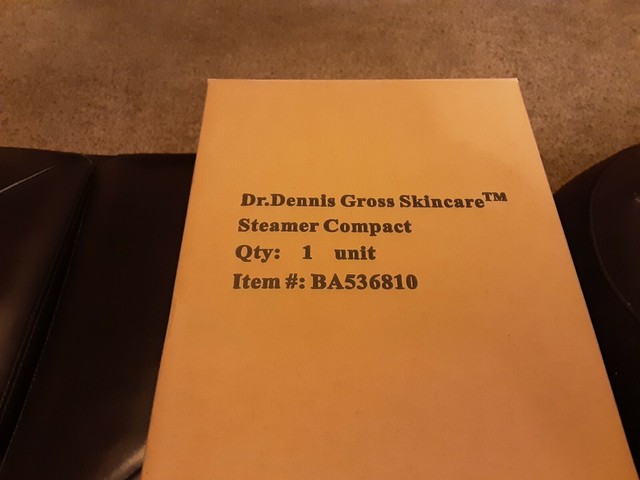 Dr.Dennis Gross Skincare™
Steamer Compact
Qty: 1 unit
Item #: BA536810